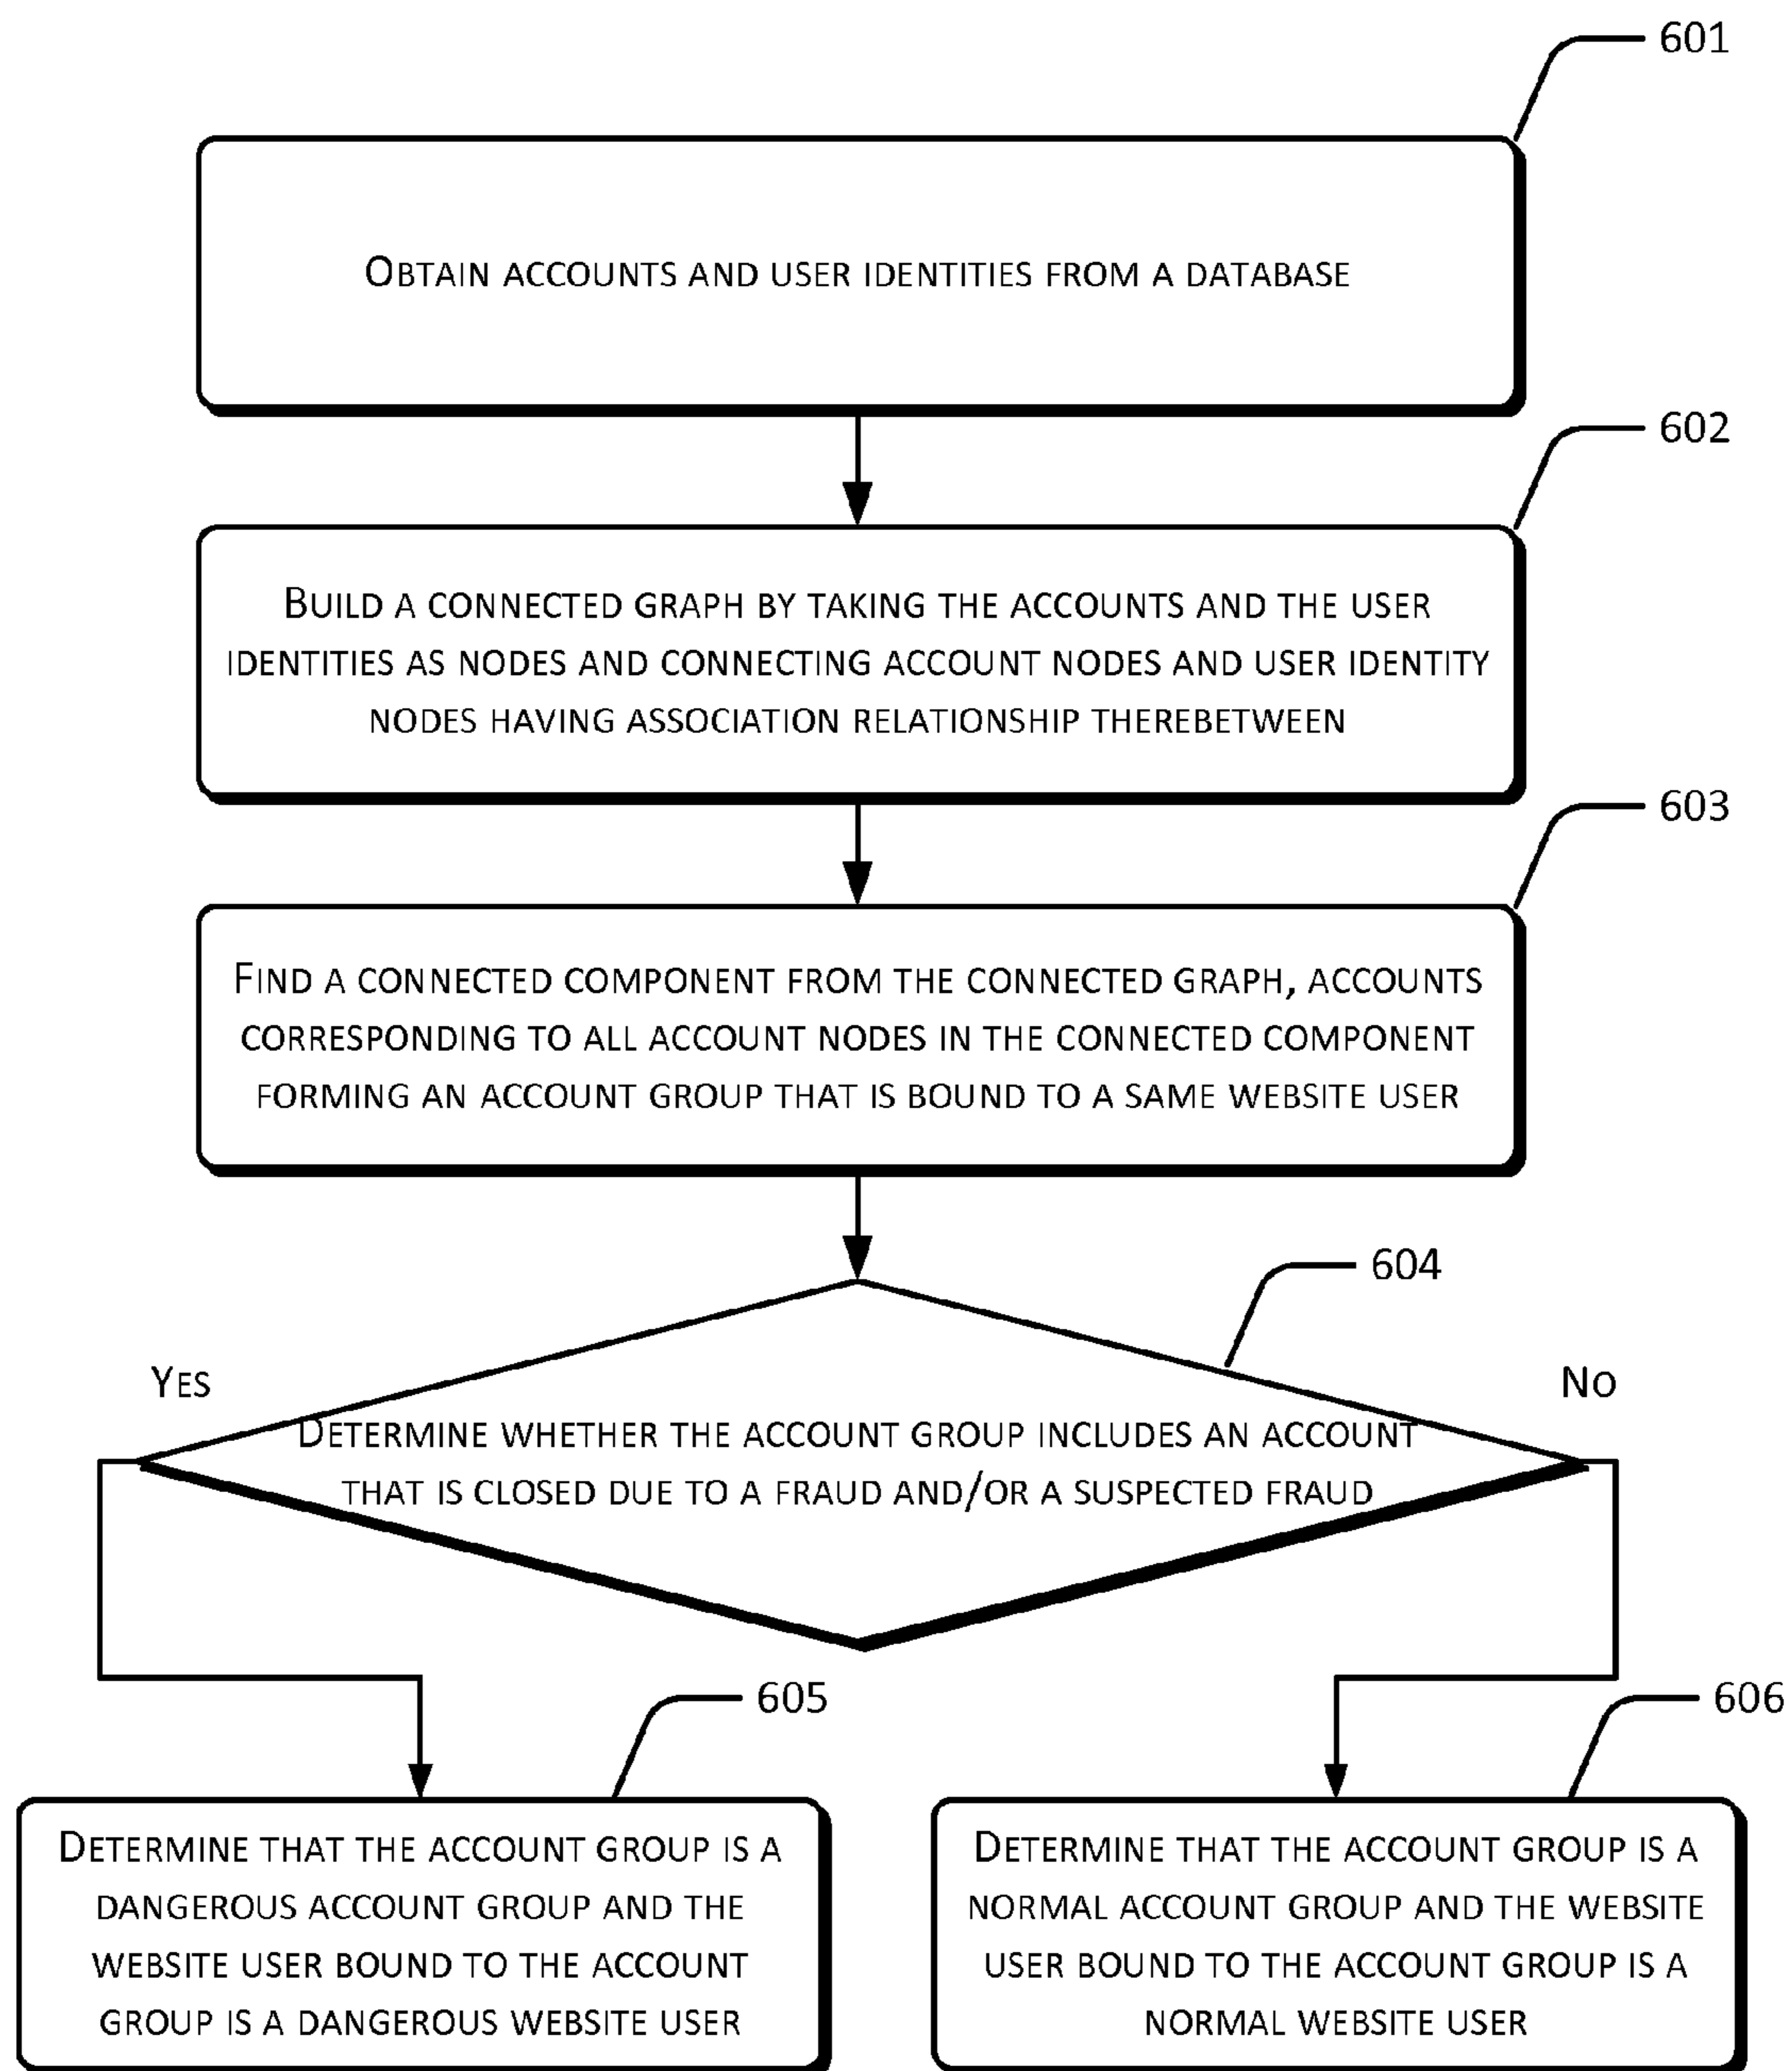 601
OBTAIN ACCOUNTS AND USER IDENTITIES FROM A DATABASE
602
BUILD A CONNECTED GRAPH BY TAKING THE ACCOUNTS AND THE USER
IDENTITIES AS NODES AND CONNECTING ACCOUNT NODES AND USER IDENTITY
NODES HAVING ASSOCIATION RELATIONSHIP THEREBETWEEN
603
FIND A CONNECTED COMPONENT FROM THE CONNECTED GRAPH, ACCOUNTS
CORRESPONDING TO ALL ACCOUNT NODES IN THE CONNECTED COMPONENT
FORMING AN ACCOUNT GROUP THAT IS BOUND TO A SAME WEBSITE USER
604
YES
NO
DETERMINE WHETHER THE ACCOUNT GROUP INCLUDES AN ACCOUNT
THAT IS CLOSED DUE TO A FRAUD AND/OR A SUSPECTED FRAUD
605
606
DETERMINE THAT THE ACCOUNT GROUP IS A
DANGEROUS ACCOUNT GROUP AND THE
WEBSITE USER BOUND TO THE ACCOUNT
GROUP IS A DANGEROUS WEBSITE USER
DETERMINE THAT THE ACCOUNT GROUP IS A
NORMAL ACCOUNT GROUP AND THE WEBSITE
USER BOUND TO THE ACCOUNT GROUP IS A
NORMAL WEBSITE USER